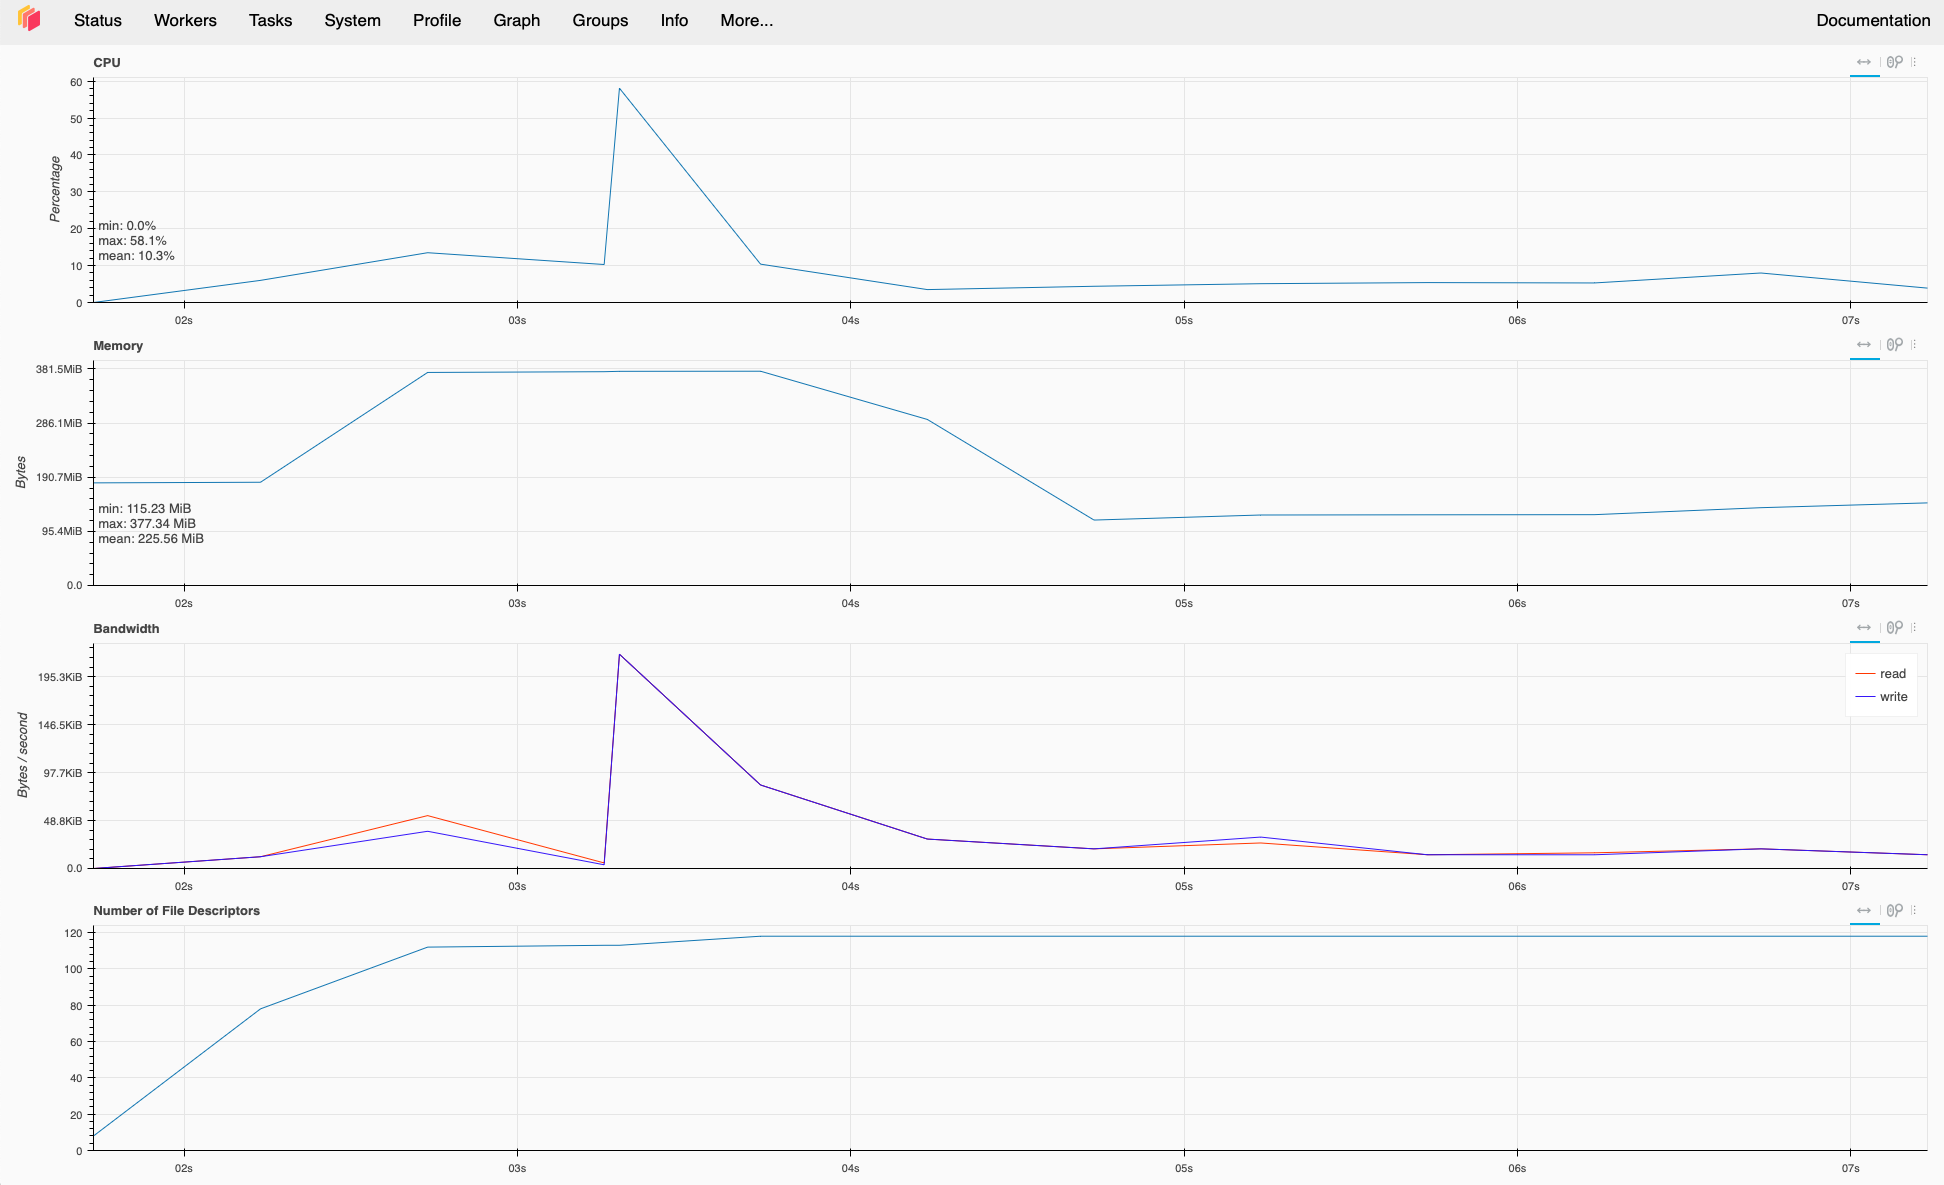 Status Workers Tasks System Profile Graph Groups Info More... Documentation
CPU
Percentage
60
50
40
30
20
10
0
min: 0.0%
max: 58.1%
mean: 10.3%
02s 03s 04s 05s 06s 07s
Memory
Bytes
381.5MiB
286.1MiB
190.7MiB
95.4MiB
0.0
min: 115.23 MiB
max: 377.34 MiB
mean: 225.56 MiB
02s 03s 04s 05s 06s 07s
Bandwidth
Bytes / second
195.3KiB
146.5KiB
97.7KiB
48.8KiB
0.0
read
write
02s 03s 04s 05s 06s 07s
Number of File Descriptors
120
100
80
60
40
20
0
02s 03s 04s 05s 06s 07s